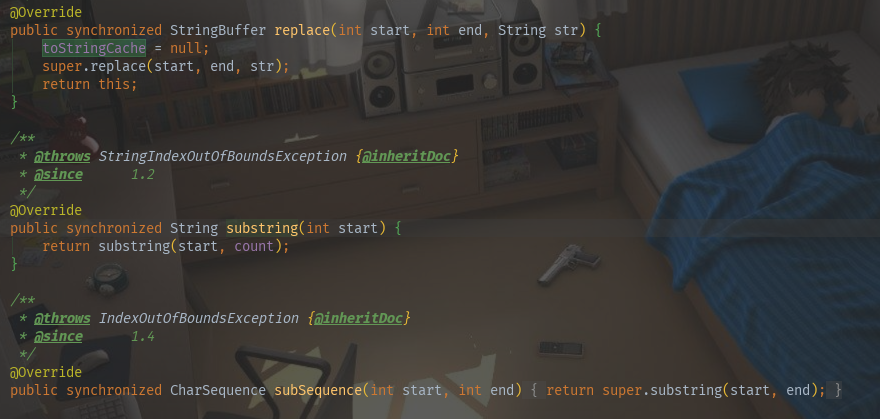 @Override
public synchronized StringBuffer replace(int start, int end, String str) {
    toStringCache = null;
    super.replace(start, end, str);
    return this;
}
/**
 * @throws StringIndexOutOfBoundsException {@inheritDoc}
 * @since      1.2
 */
@Override
public synchronized String substring(int start) {
    return substring(start, count);
}
/**
 * @throws IndexOutOfBoundsException {@inheritDoc}
 * @since      1.4
 */
@Override
public synchronized CharSequence subSequence(int start, int end) { return super.substring(start, end); }